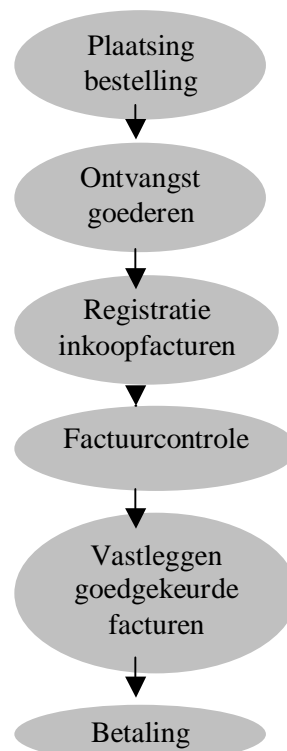 Plaatsing
bestelling
Ontvangst
goederen
Registratie
inkoopfacturen
Factuurcontrole
Vastleggen
goedgekeurde
facturen
Betaling